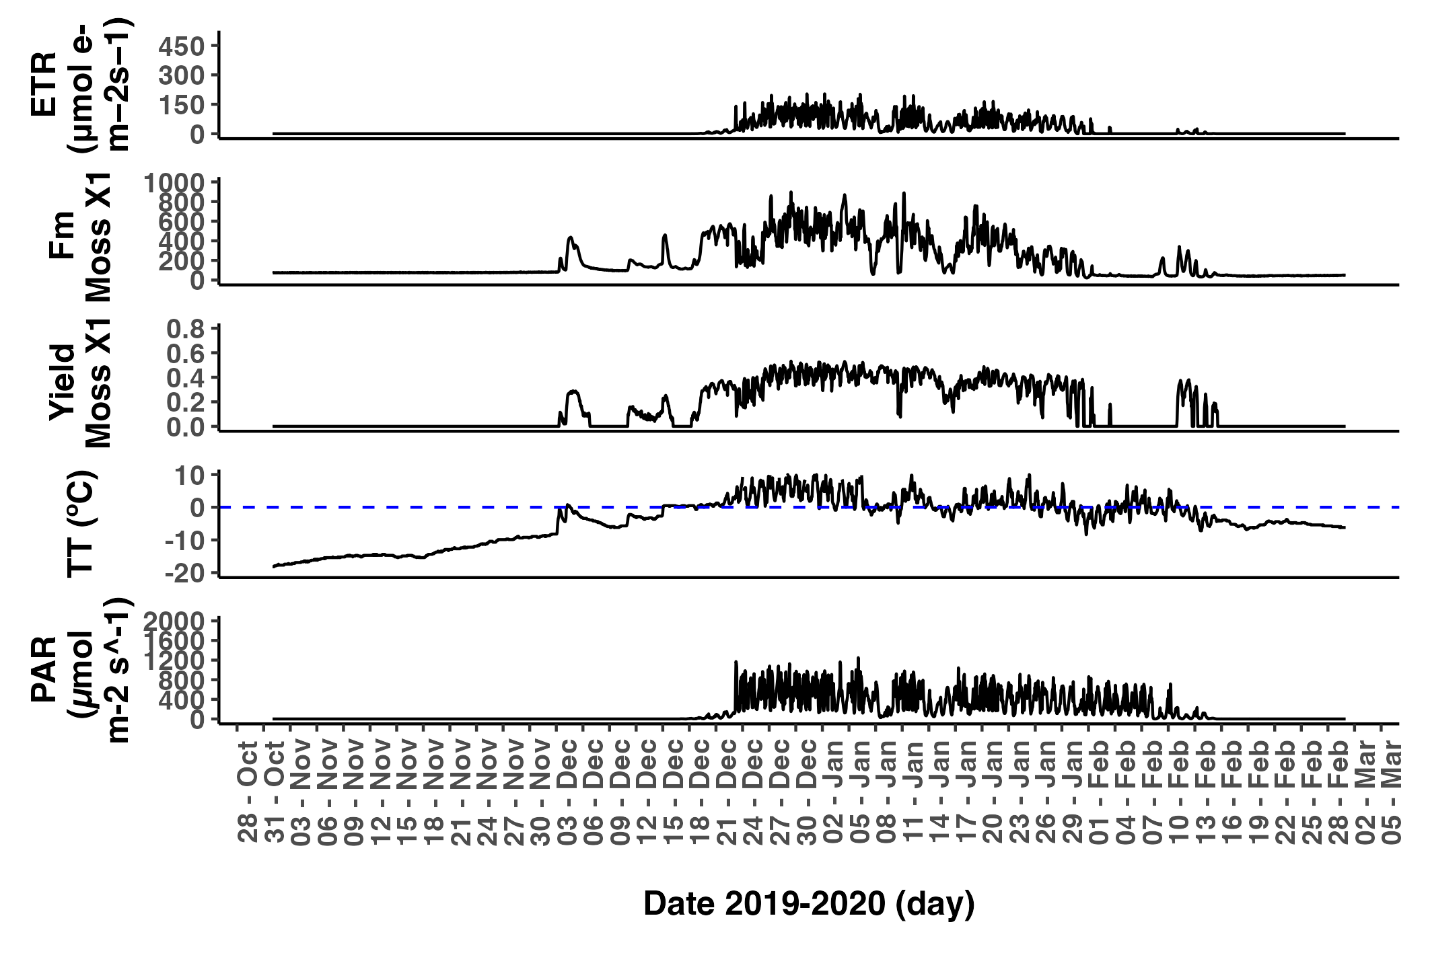 ETR
(µmol e-
m−2s−1)
450
300
150
0
Fm
Moss X1
1000
800
600
400
200
0
Yield
Moss X1
0.8
0.6
0.4
0.2
0.0
TT (ºC)
10
0
-10
-20
PAR
(µmol
m-2 s^-1)
2000
1600
1200
800
400
0
28 - Oct
31 - Oct
03 - Nov
06 - Nov
09 - Nov
12 - Nov
15 - Nov
18 - Nov
21 - Nov
24 - Nov
27 - Nov
30 - Nov
03 - Dec
06 - Dec
09 - Dec
12 - Dec
15 - Dec
18 - Dec
21 - Dec
24 - Dec
27 - Dec
30 - Dec
02 - Jan
05 - Jan
08 - Jan
11 - Jan
14 - Jan
17 - Jan
20 - Jan
23 - Jan
26 - Jan
29 - Jan
01 - Feb
04 - Feb
07 - Feb
10 - Feb
13 - Feb
16 - Feb
19 - Feb
22 - Feb
25 - Feb
28 - Feb
02 - Mar
05 - Mar
Date 2019-2020 (day)